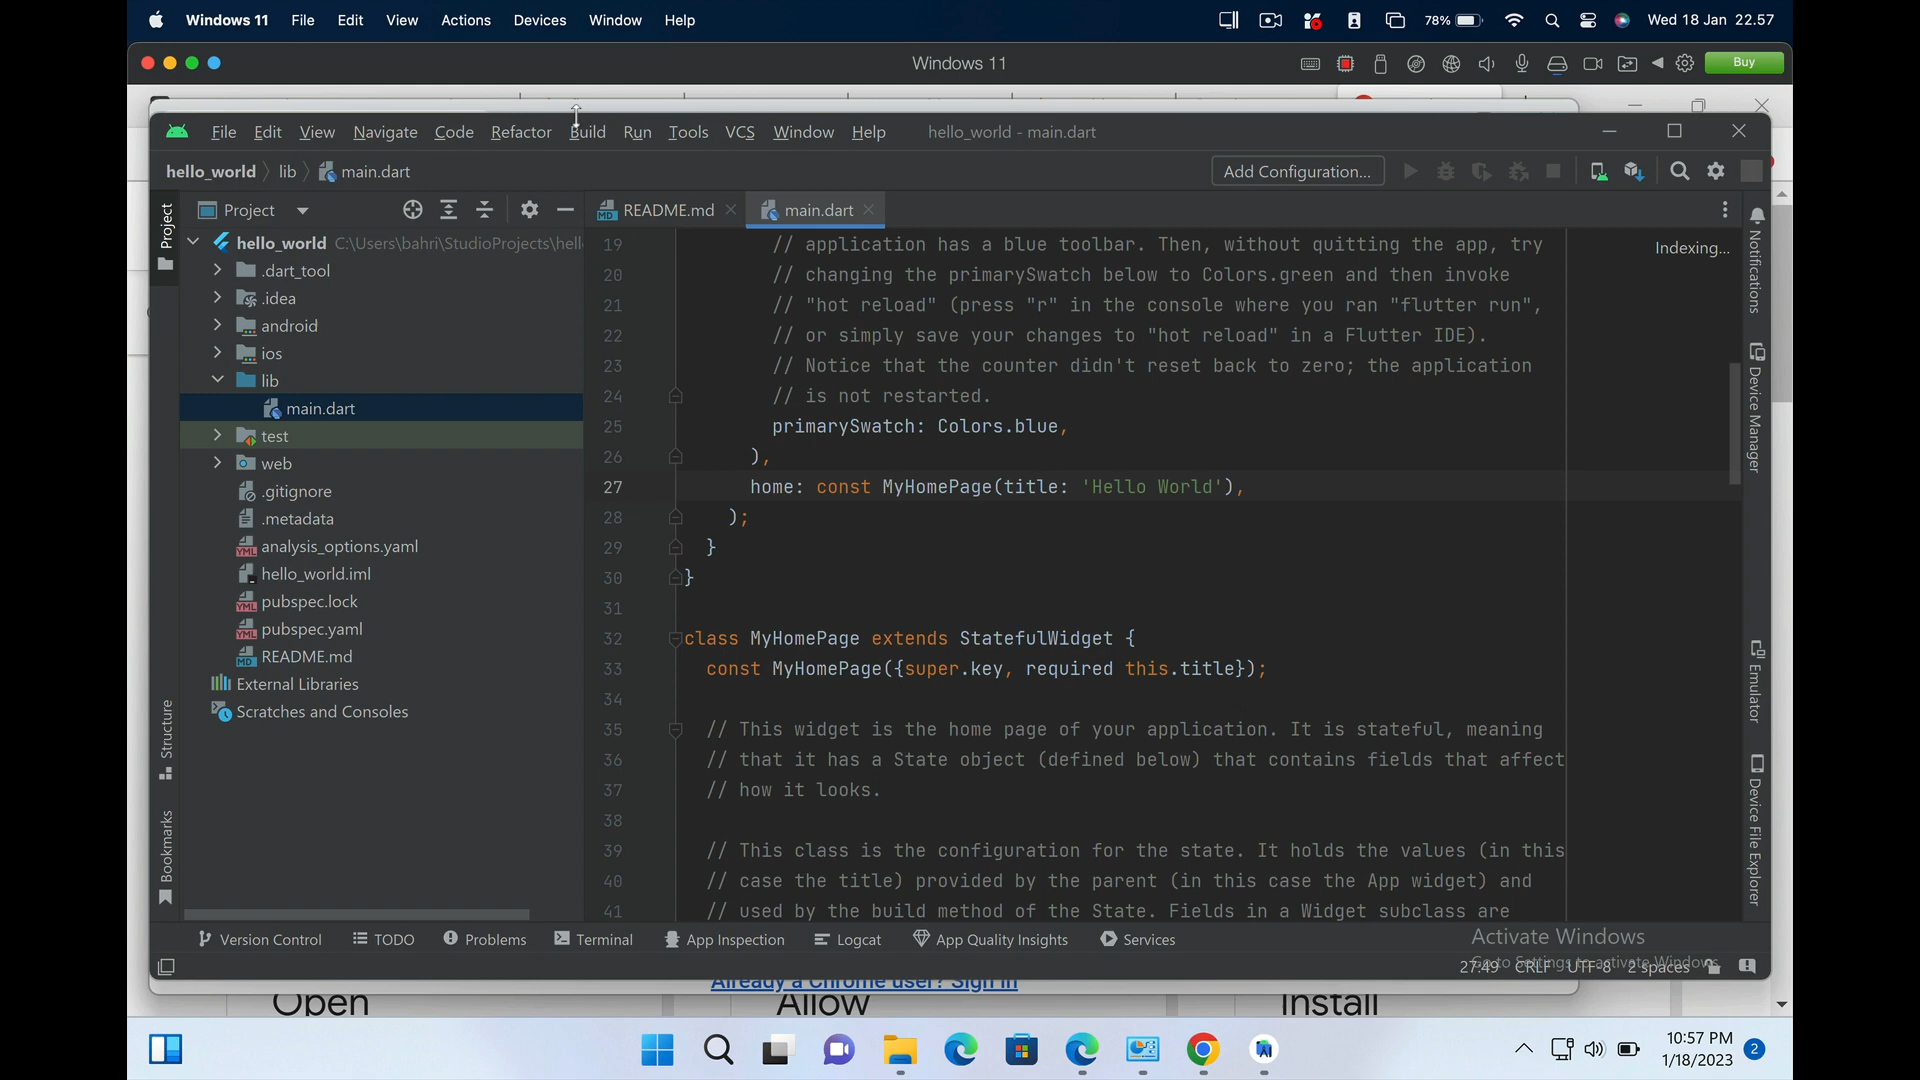 Windows 11 File Edit View Actions Devices Window Help 78% Wed 18 Jan 22.57
Windows 11 Buy
File Edit View Navigate Code Refactor Build Run Tools VCS Window Help hello_world - main.dart
hello_world lib main.dart Add Configuration...
Project README.md main.dart
Project
hello_world C:\Users\bahri\StudioProjects\hell
.dart_tool
.idea
android
ios
lib
main.dart
test
web
.gitignore
.metadata
analysis_options.yaml
hello_world.iml
pubspec.lock
pubspec.yaml
README.md
External Libraries
Scratches and Consoles
Structure
Bookmarks
19 // application has a blue toolbar. Then, without quitting the app, try
20 // changing the primarySwatch below to Colors.green and then invoke
21 // "hot reload" (press "r" in the console where you ran "flutter run",
22 // or simply save your changes to "hot reload" in a Flutter IDE).
23 // Notice that the counter didn't reset back to zero; the application
24 // is not restarted.
25 primarySwatch: Colors.blue,
26 ),
27 home: const MyHomePage(title: 'Hello World'),
28 );
29 }
30 }
31
32 class MyHomePage extends StatefulWidget {
33 const MyHomePage({super.key, required this.title});
34
35 // This widget is the home page of your application. It is stateful, meaning
36 // that it has a State object (defined below) that contains fields that affect
37 // how it looks.
38
39 // This class is the configuration for the state. It holds the values (in this
40 // case the title) provided by the parent (in this case the App widget) and
41 // used by the build method of the State. Fields in a Widget subclass are
Indexing...
Notifications
Device Manager
Emulator
Device File Explorer
Version Control TODO Problems Terminal App Inspection Logcat App Quality Insights Services
Activate Windows
Go to Settings to activate Windows.
27:49 CRLF UTF-8 2 spaces
Already a Chrome user? Sign in
Open Allow Install
10:57 PM
1/18/2023 2